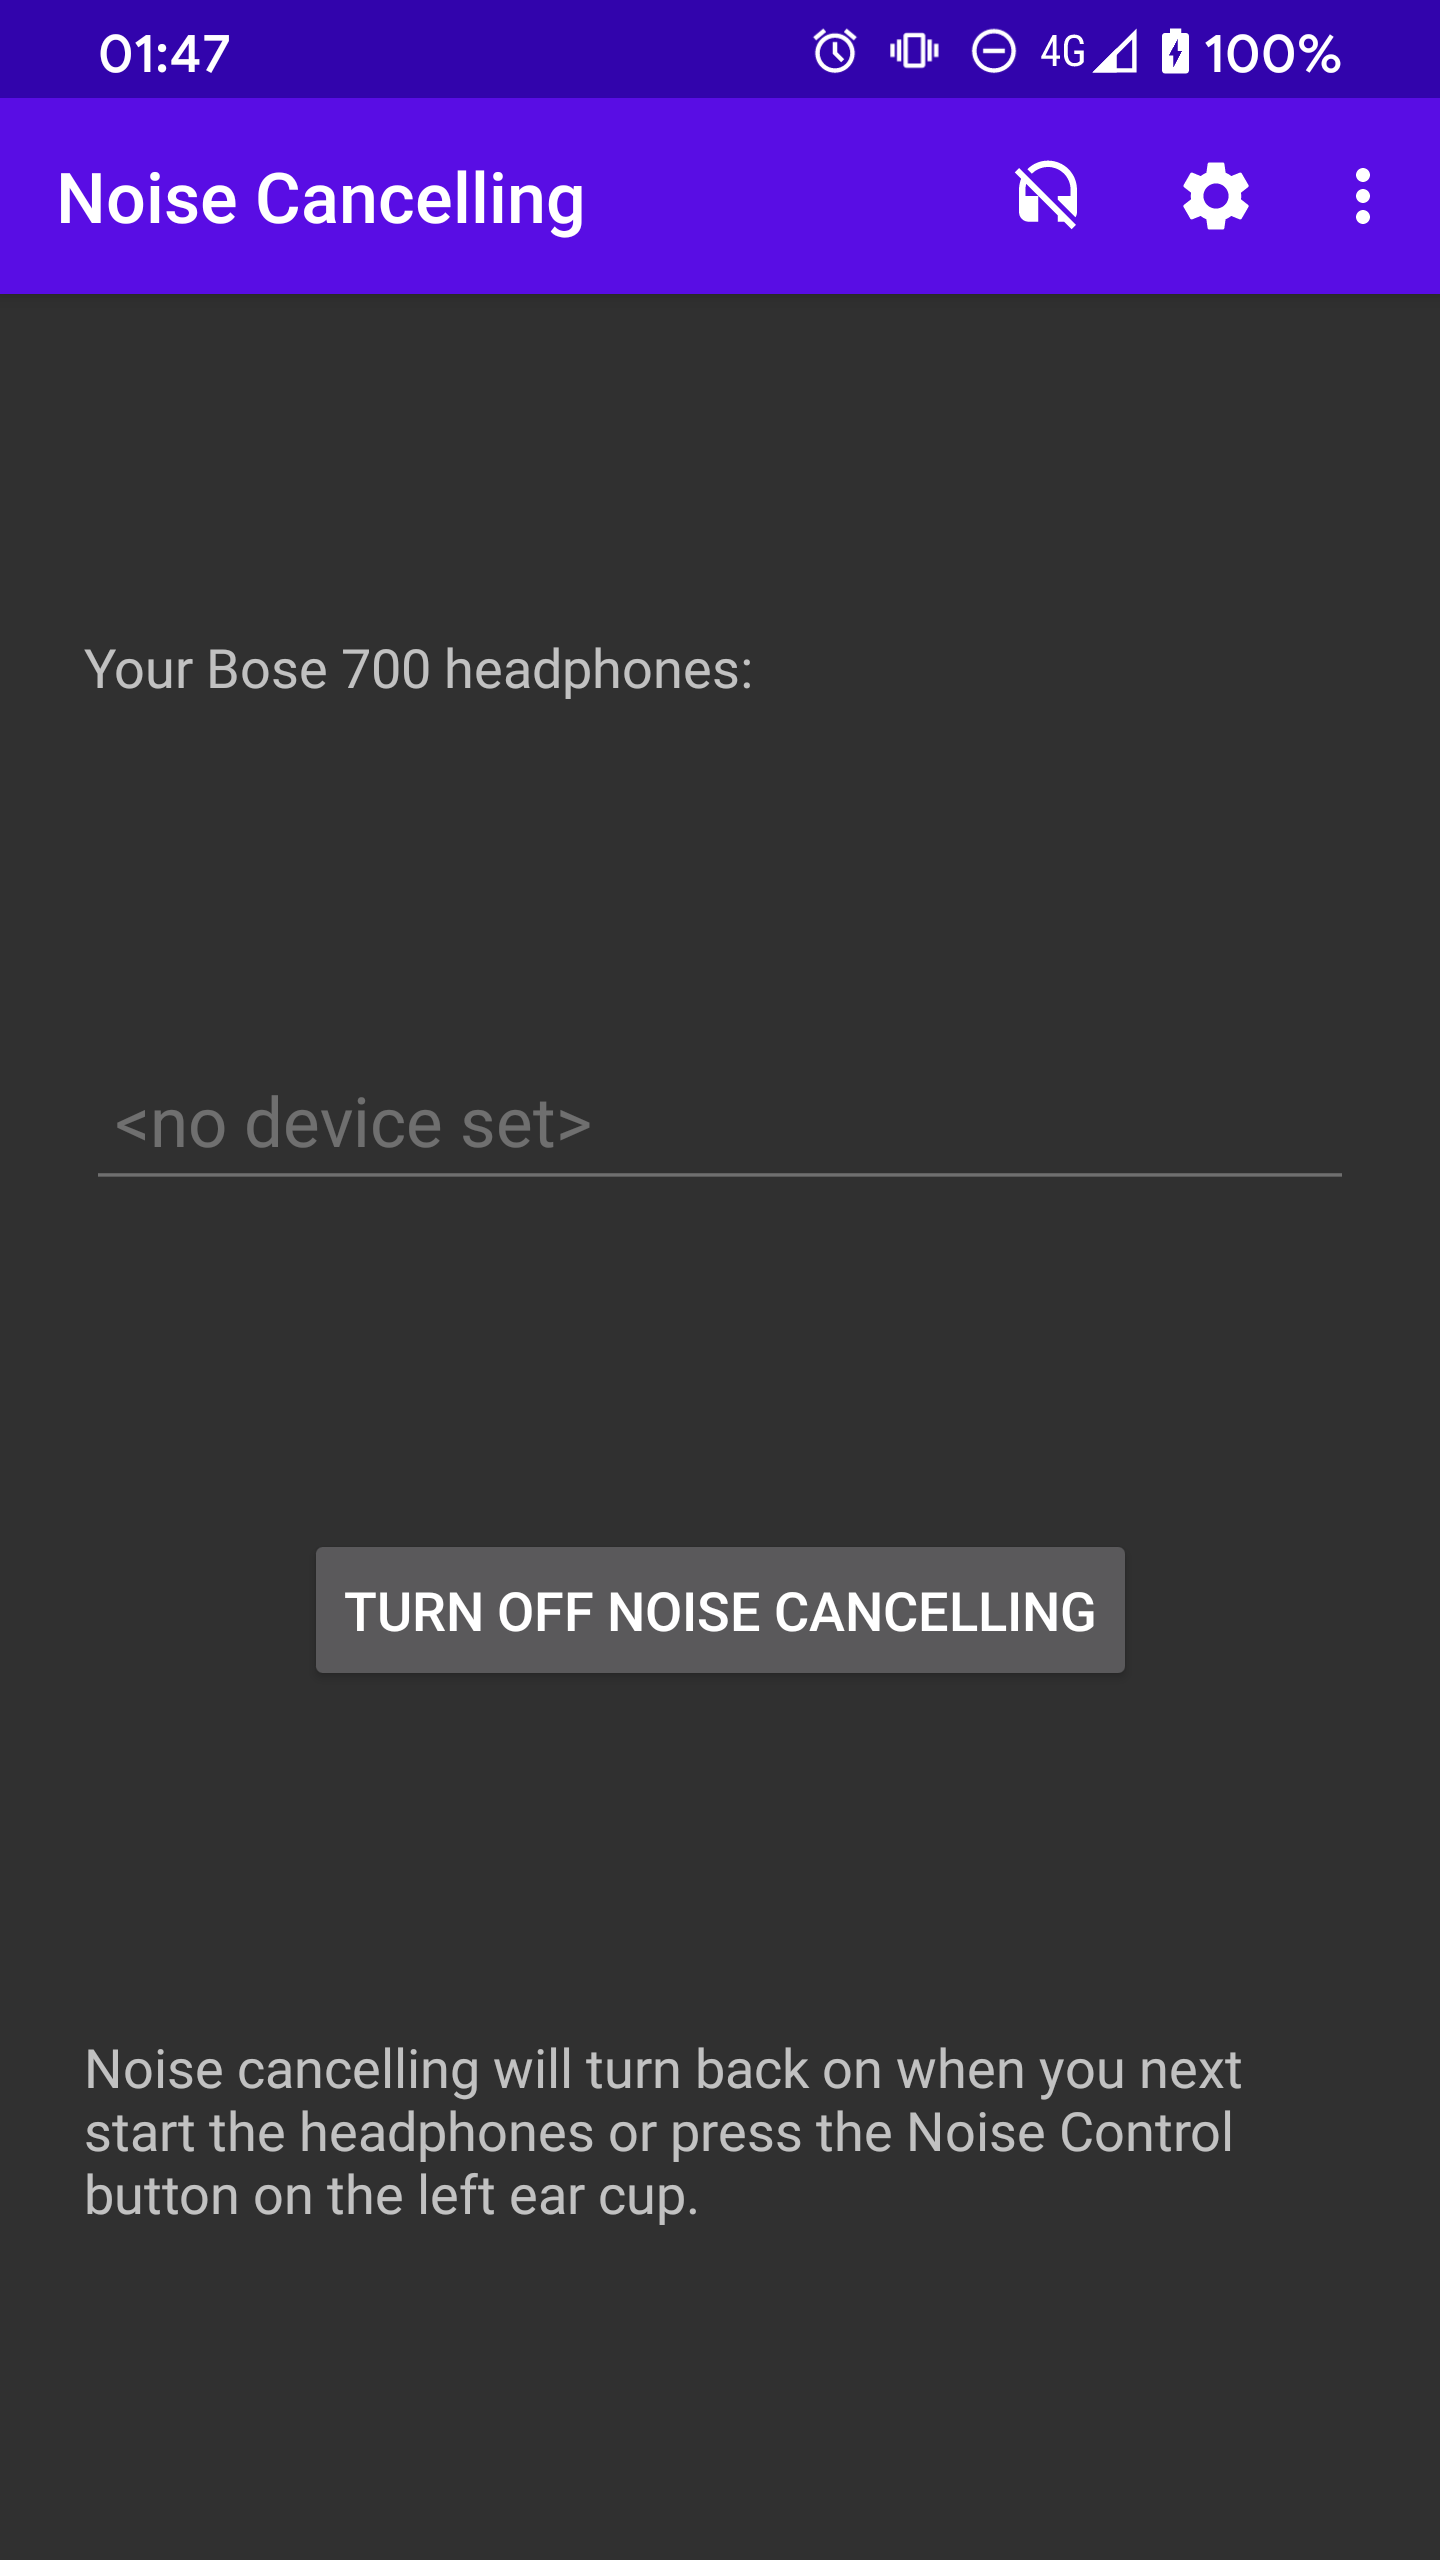 01:47
4G
100%
Noise Cancelling
Your Bose 700 headphones:
<no device set>
TURN OFF NOISE CANCELLING
Noise cancelling will turn back on when you next
start the headphones or press the Noise Control
button on the left ear cup.